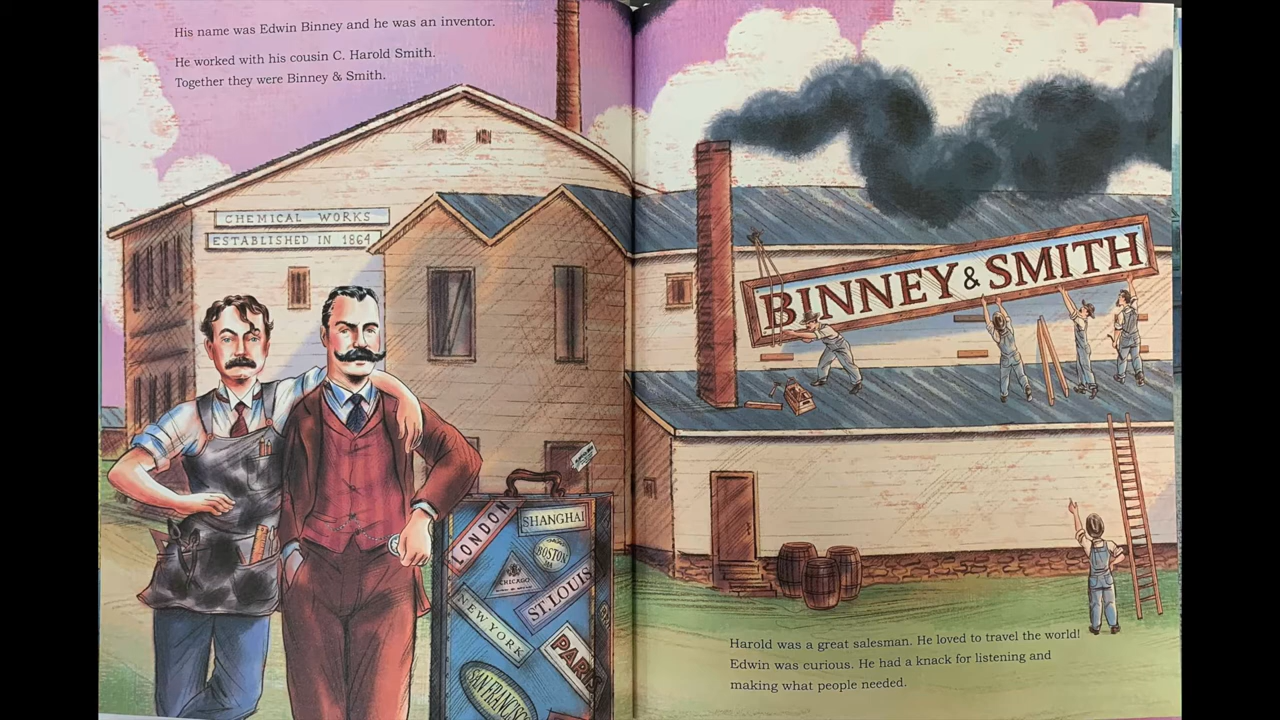 His name was Edwin Binney and he was an inventor.
He worked with his cousin C. Harold Smith.
Together they were Binney & Smith.
CHEMICAL WORKS
ESTABLISHED IN 1864
BINNEY & SMITH
LONDON
SHANGHAI
BOSTON
CHICAGO
ST. LOUIS
NEW YORK
PARIS
SAN FRANCISCO
Harold was a great salesman. He loved to travel the world!
Edwin was curious. He had a knack for listening and
making what people needed.